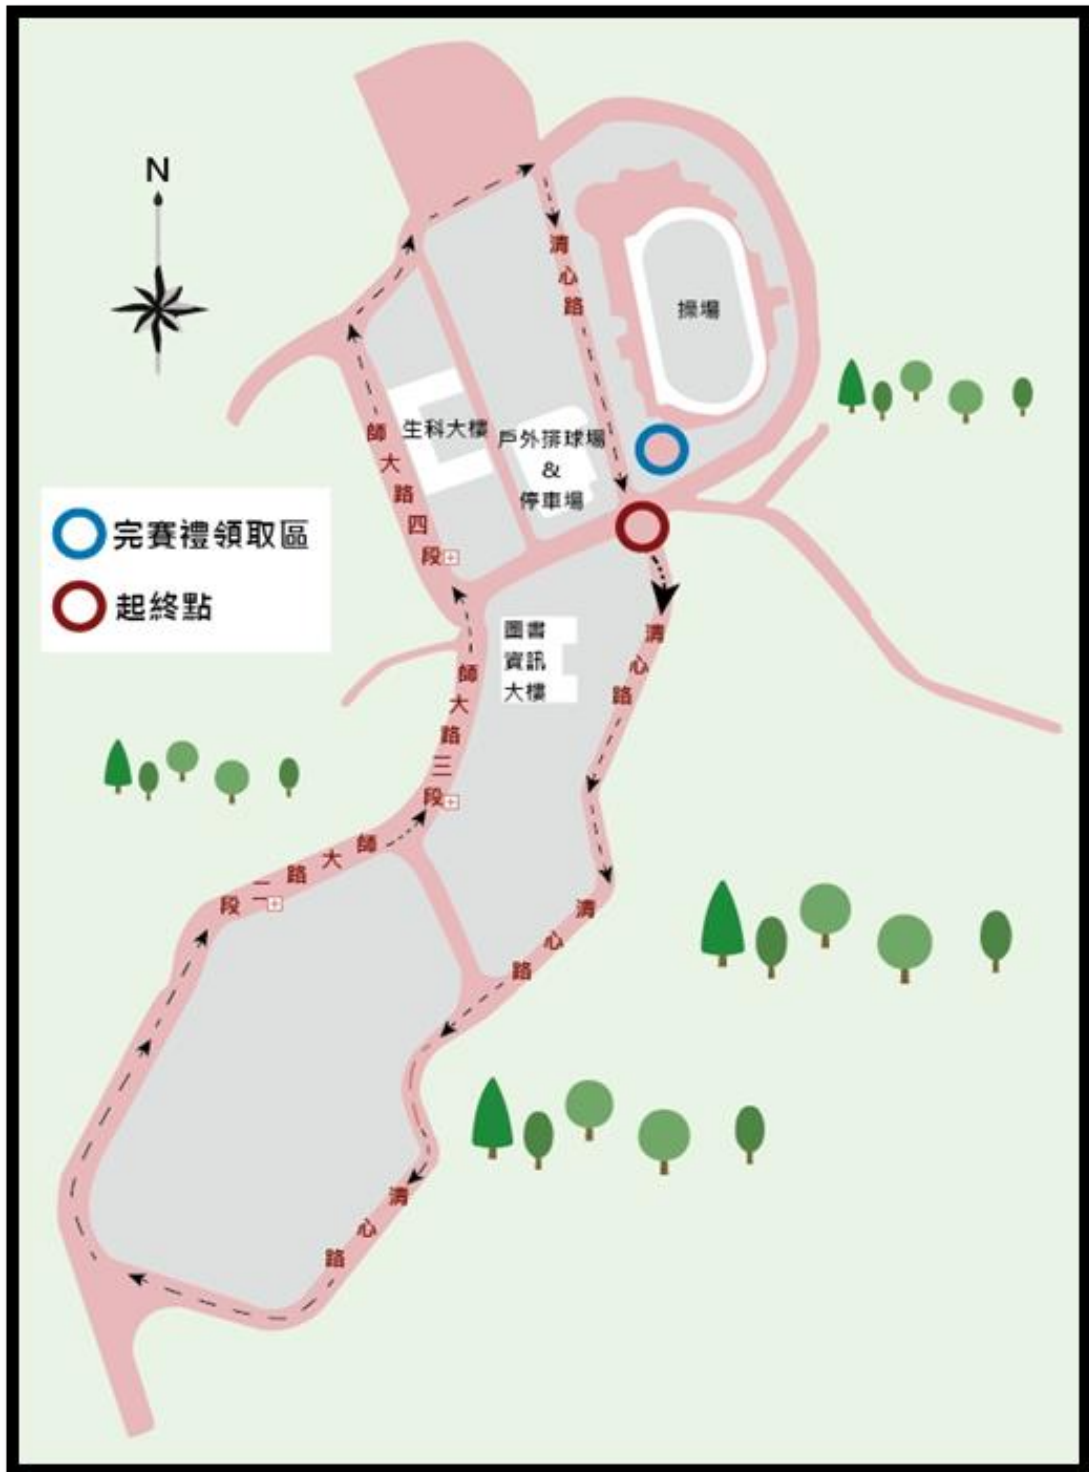 N
清心路
操場
生科大樓
戶外排球場
&
停車場
師大路四段
完賽禮領取區
起終點
圖書
資訊
大樓
清心路
師大路三段
師大路二段
清心路
清心路